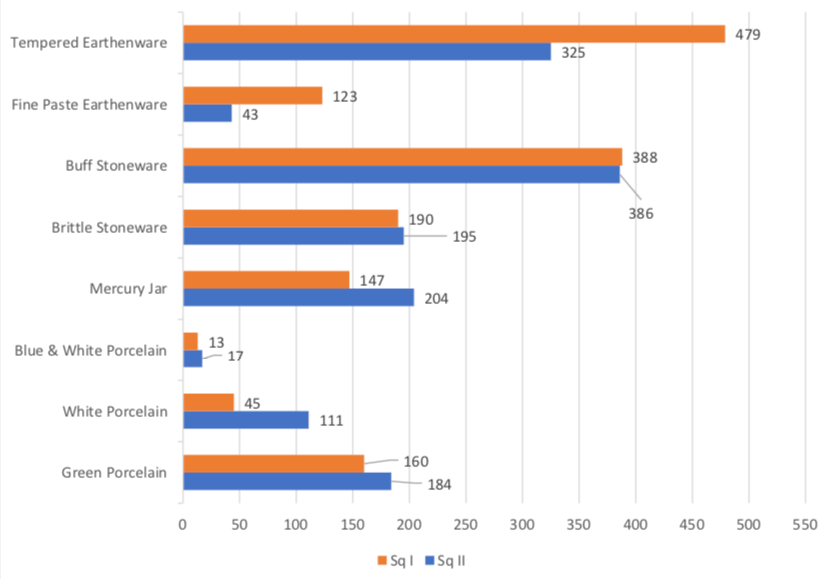 Tempered Earthenware
479
325
Fine Paste Earthenware
123
43
Buff Stoneware
388
386
Brittle Stoneware
190
195
Mercury Jar
147
204
Blue & White Porcelain
13
17
White Porcelain
45
111
Green Porcelain
160
184
0 50 100 150 200 250 300 350 400 450 500 550
Sq I Sq II